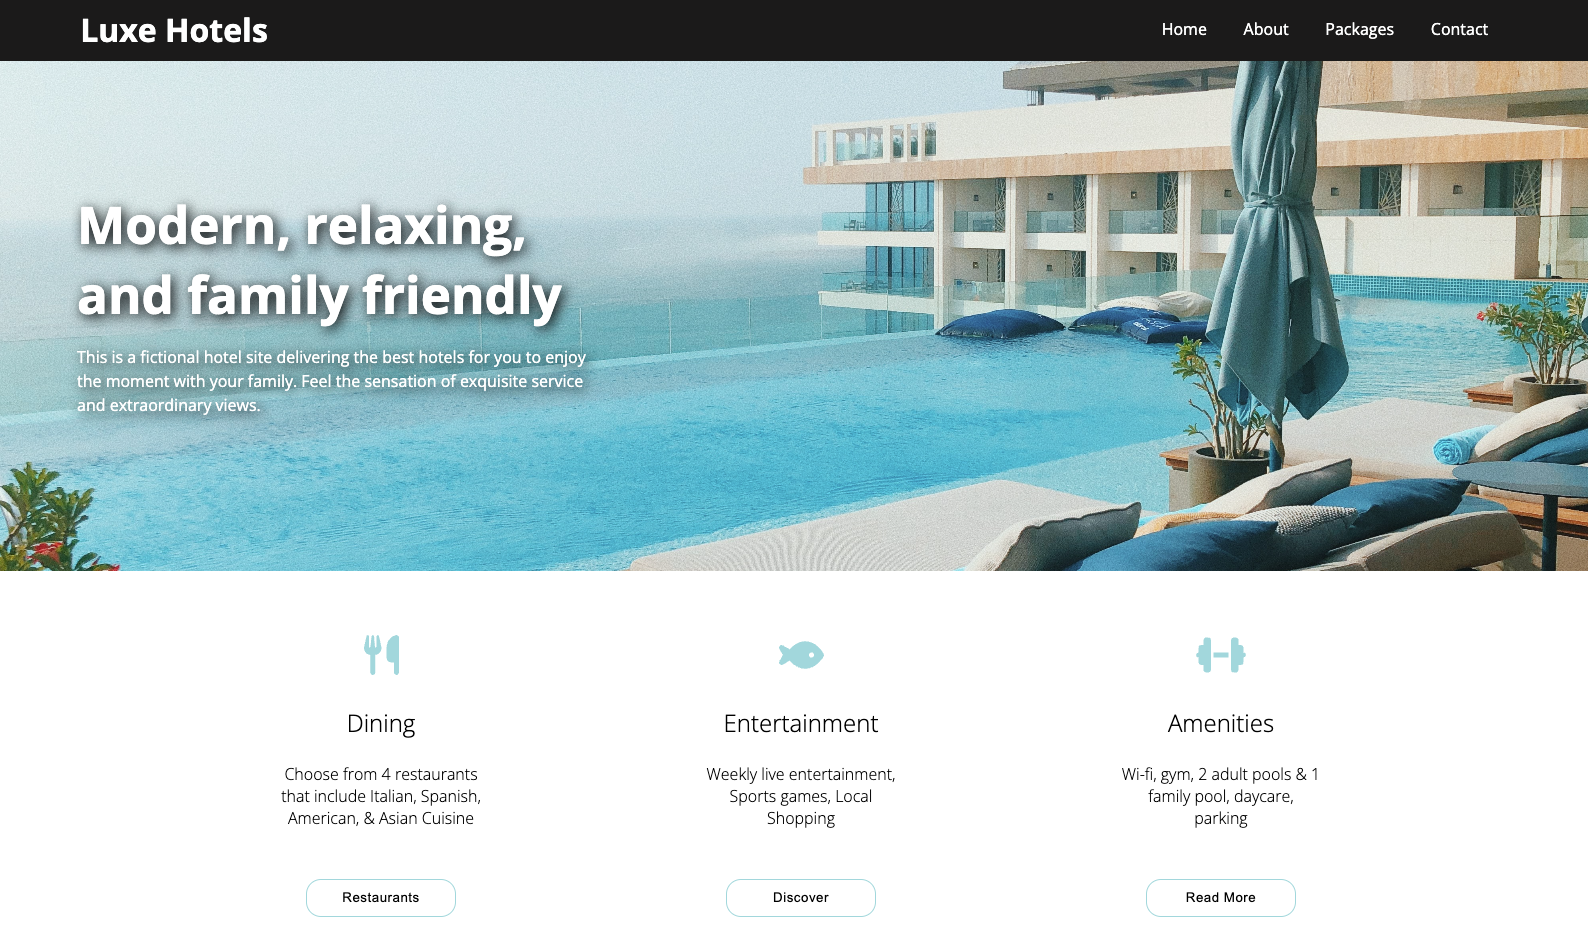 Luxe Hotels
Home About Packages Contact
Modern, relaxing,
and family friendly
This is a fictional hotel site delivering the best hotels for you to enjoy
the moment with your family. Feel the sensation of exquisite service
and extraordinary views.
Dining
Choose from 4 restaurants
that include Italian, Spanish,
American, & Asian Cuisine
Restaurants
Entertainment
Weekly live entertainment,
Sports games, Local
Shopping
Discover
Amenities
Wi-fi, gym, 2 adult pools & 1
family pool, daycare,
parking
Read More